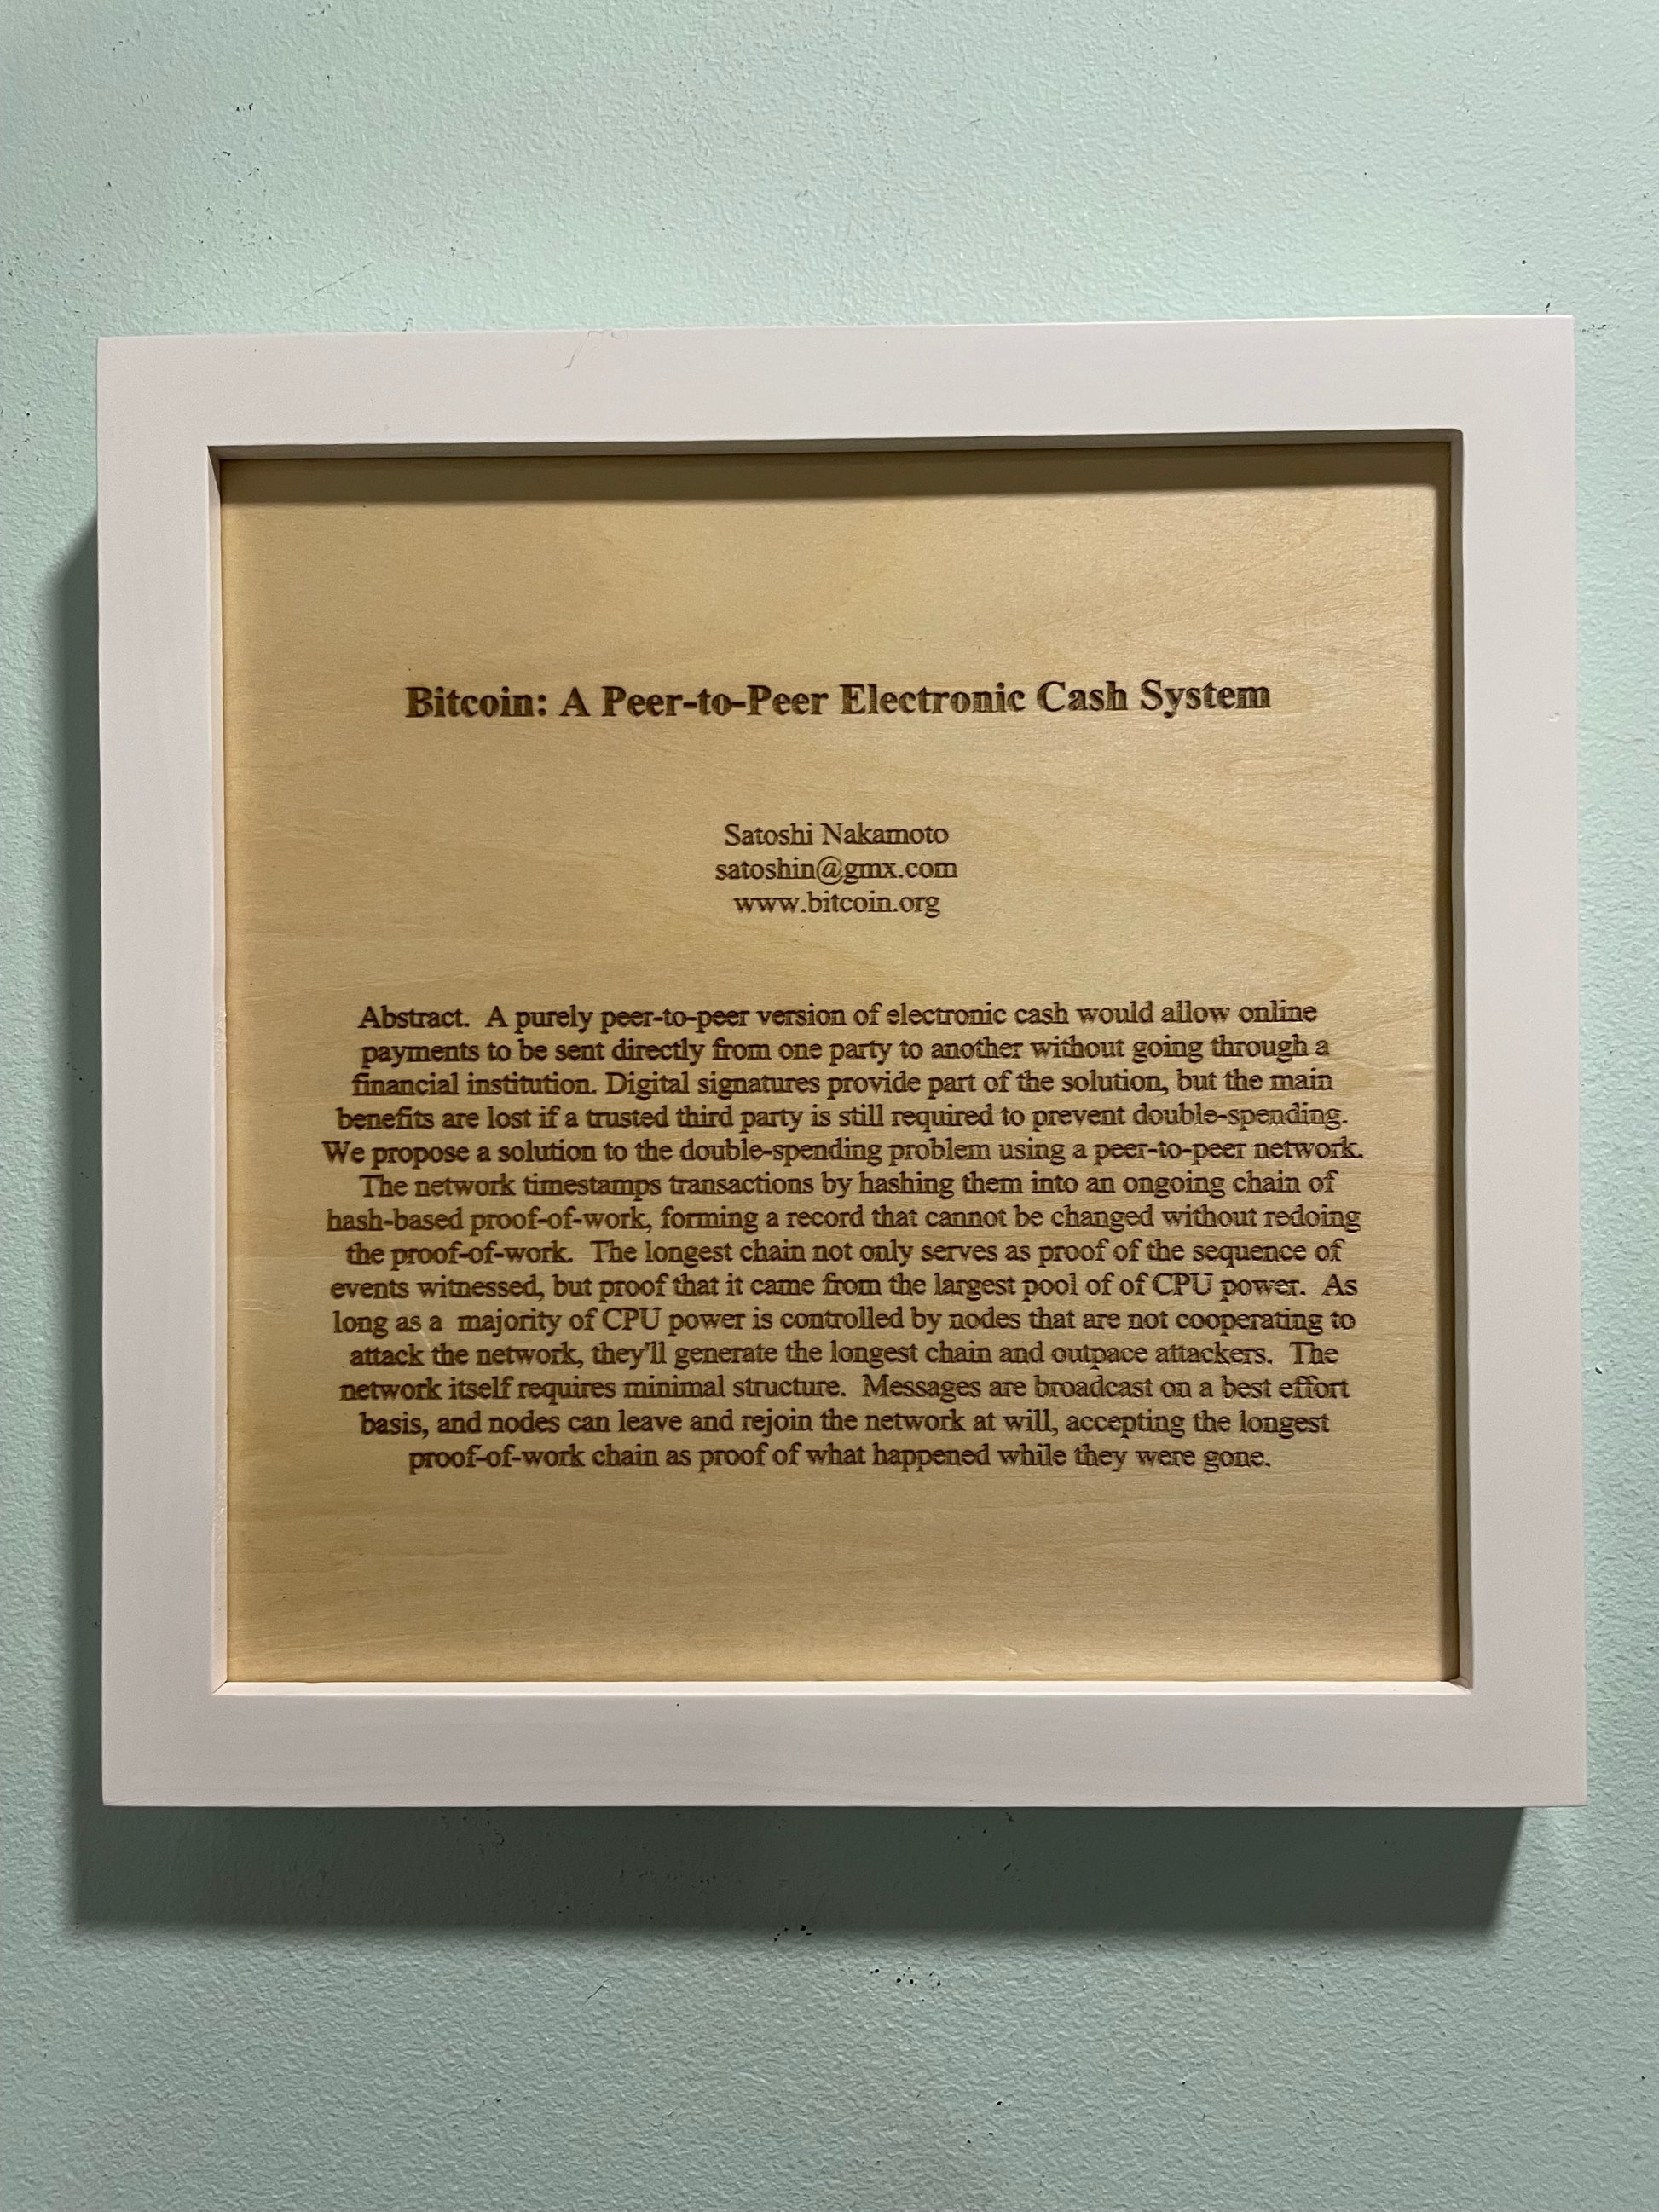 Bitcoin: A Peer-to-Peer Electronic Cash System
Satoshi Nakamoto
satoshin@gmx.com
www.bitcoin.org
Abstract.  A purely peer-to-peer version of electronic cash would allow online
payments to be sent directly from one party to another without going through a
financial institution. Digital signatures provide part of the solution, but the main
benefits are lost if a trusted third party is still required to prevent double-spending.
We propose a solution to the double-spending problem using a peer-to-peer network.
The network timestamps transactions by hashing them into an ongoing chain of
hash-based proof-of-work, forming a record that cannot be changed without redoing
the proof-of-work.  The longest chain not only serves as proof of the sequence of
events witnessed, but proof that it came from the largest pool of of CPU power.  As
long as a  majority of CPU power is controlled by nodes that are not cooperating to
attack the network, they'll generate the longest chain and outpace attackers.  The
network itself requires minimal structure.  Messages are broadcast on a best effort
basis, and nodes can leave and rejoin the network at will, accepting the longest
proof-of-work chain as proof of what happened while they were gone.